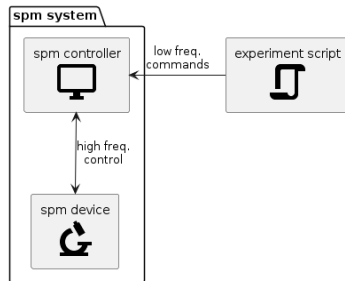 spm system
spm controller
low freq.
commands
experiment script
high freq.
control
spm device